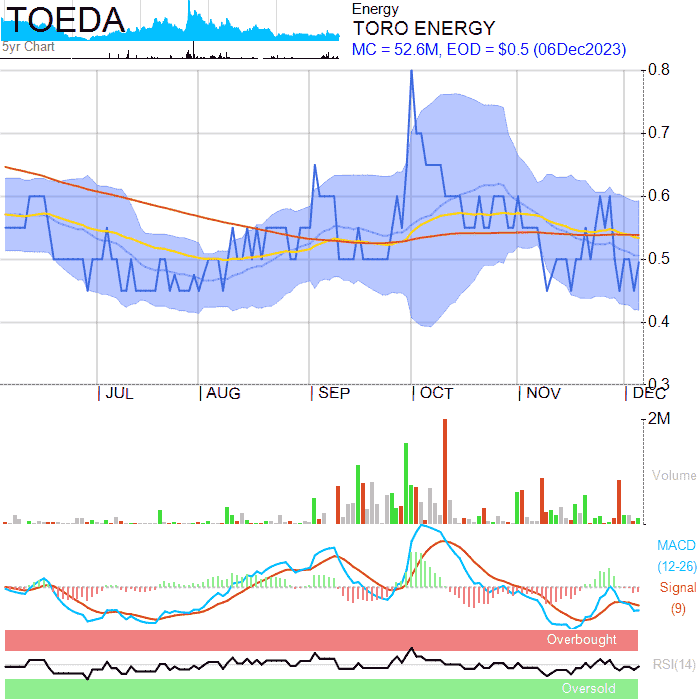 TOEDA
5yr Chart
Energy
TORO ENERGY
MC = 52.6M, EOD = $0.5 (06Dec2023)
0.8
0.7
0.6
0.5
0.4
0.3
JUL AUG SEP OCT NOV DEC
2M
Volume
MACD
(12-26)
Signal
(9)
Overbought
RSI(14)
Oversold